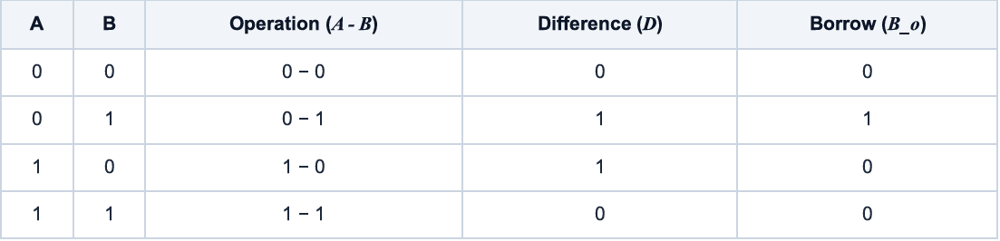 A B Operation (A - B) Difference (D) Borrow (B_o)
0 0 0 − 0 0 0
0 1 0 − 1 1 1
1 0 1 − 0 1 0
1 1 1 − 1 0 0